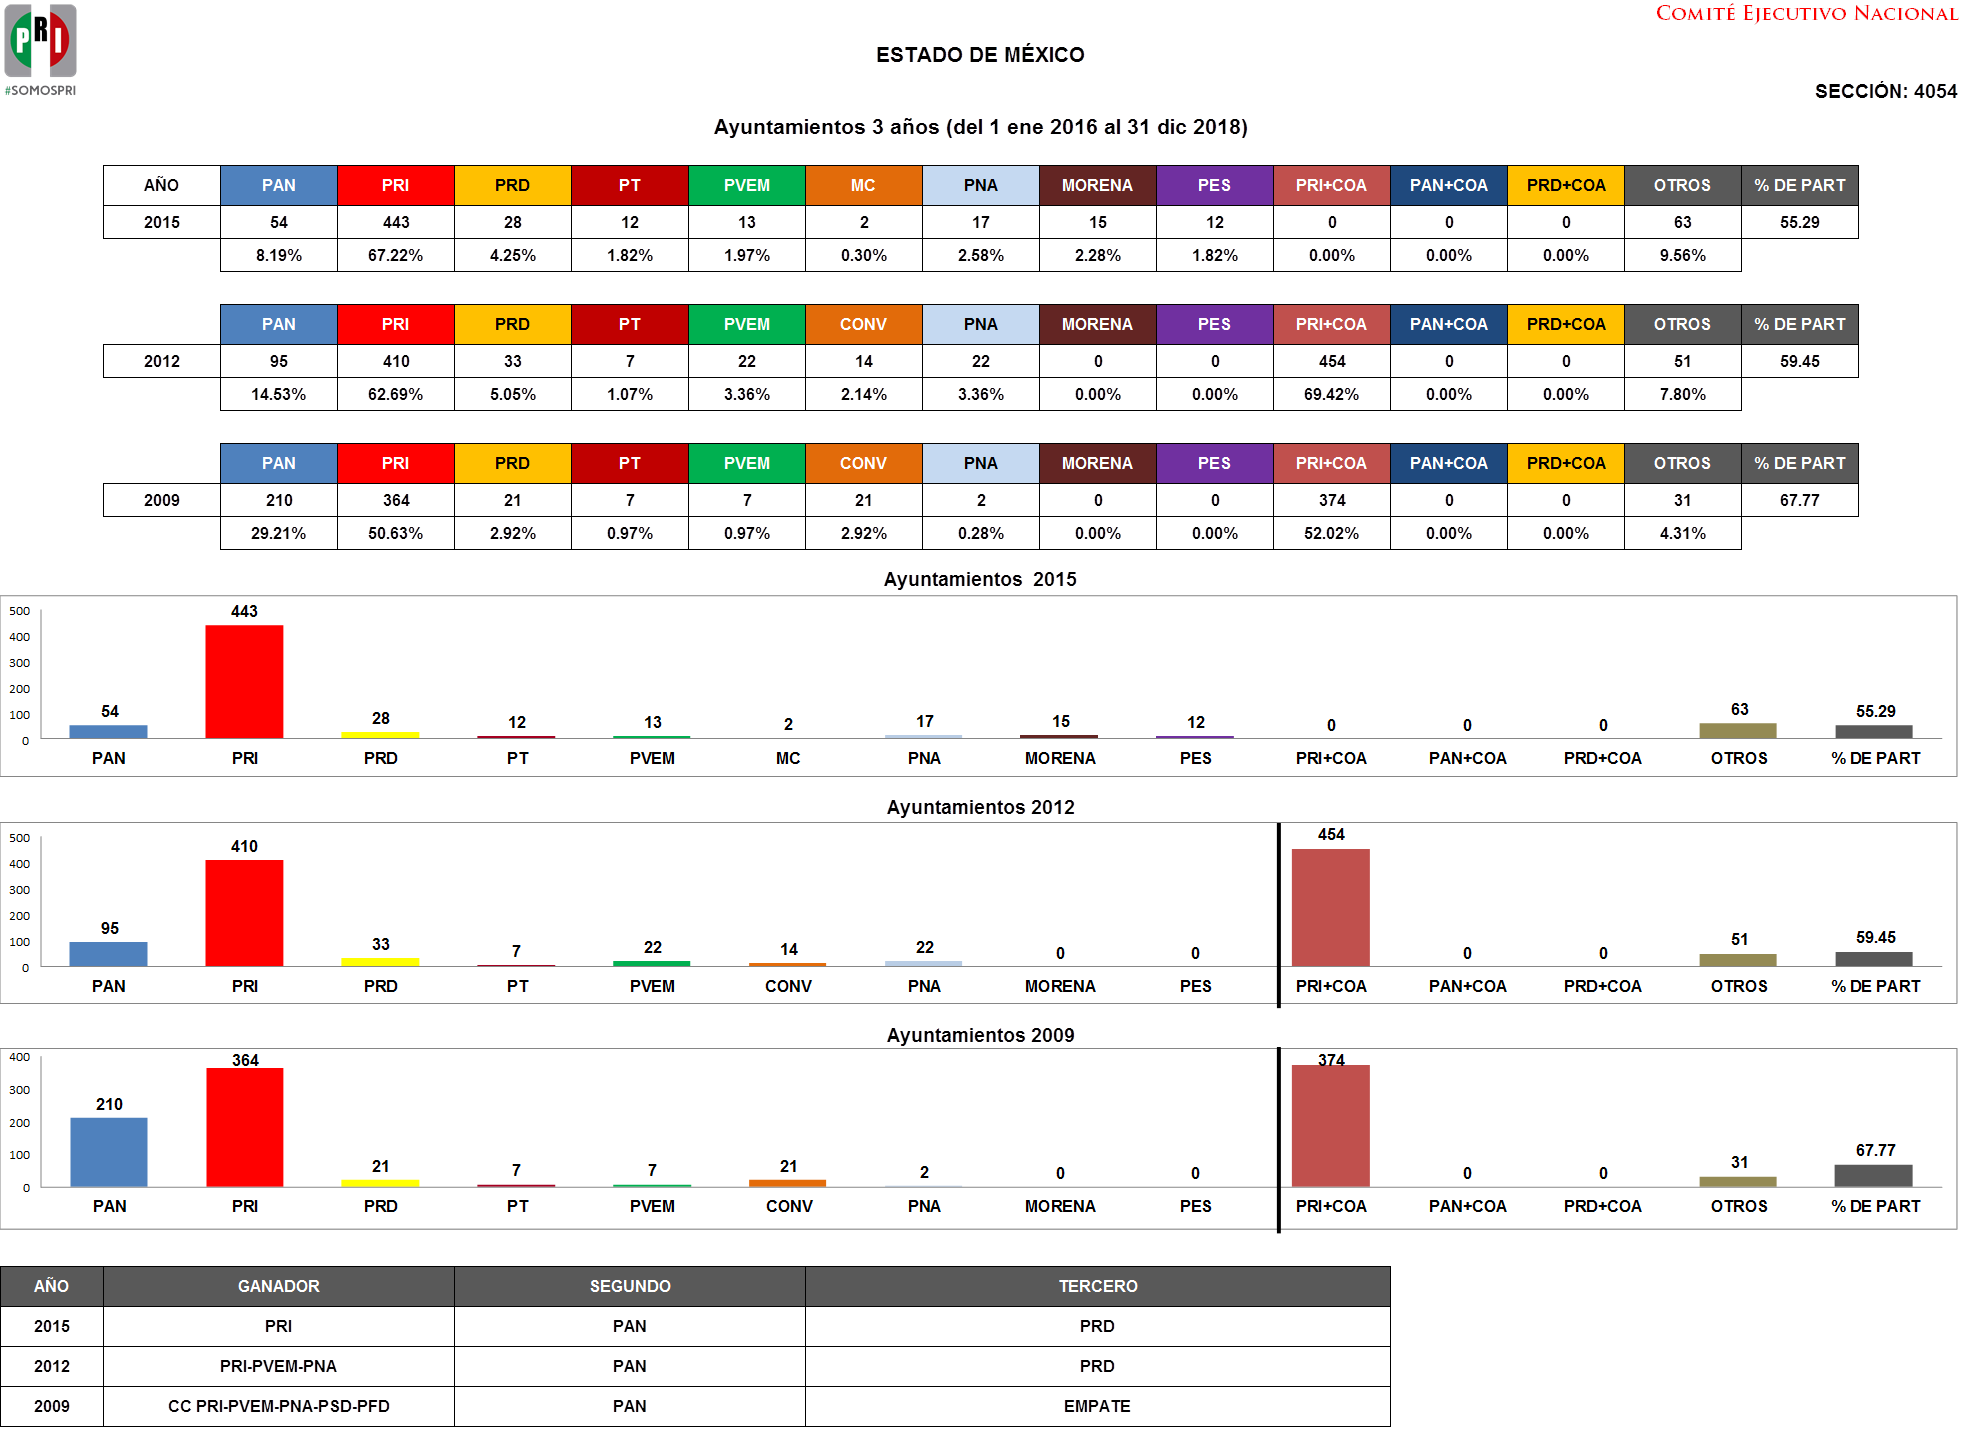 PRI
#SOMOSPRI
COMITÉ EJECUTIVO NACIONAL
ESTADO DE MÉXICO
SECCIÓN: 4054
Ayuntamientos 3 años (del 1 ene 2016 al 31 dic 2018)
AÑO PAN PRI PRD PT PVEM MC PNA MORENA PES PRI+COA PAN+COA PRD+COA OTROS % DE PART
2015 54 443 28 12 13 2 17 15 12 0 0 0 63 55.29
8.19% 67.22% 4.25% 1.82% 1.97% 0.30% 2.58% 2.28% 1.82% 0.00% 0.00% 0.00% 9.56%
PAN PRI PRD PT PVEM CONV PNA MORENA PES PRI+COA PAN+COA PRD+COA OTROS % DE PART
2012 95 410 33 7 22 14 22 0 0 454 0 0 51 59.45
14.53% 62.69% 5.05% 1.07% 3.36% 2.14% 3.36% 0.00% 0.00% 69.42% 0.00% 0.00% 7.80%
PAN PRI PRD PT PVEM CONV PNA MORENA PES PRI+COA PAN+COA PRD+COA OTROS % DE PART
2009 210 364 21 7 7 21 2 0 0 374 0 0 31 67.77
29.21% 50.63% 2.92% 0.97% 0.97% 2.92% 0.28% 0.00% 0.00% 52.02% 0.00% 0.00% 4.31%
Ayuntamientos 2015
500
400
300
200
100
0
54 443 28 12 13 2 17 15 12 0 0 0 63 55.29
PAN PRI PRD PT PVEM MC PNA MORENA PES PRI+COA PAN+COA PRD+COA OTROS % DE PART
Ayuntamientos 2012
500
400
300
200
100
0
95 410 33 7 22 14 22 0 0 454 0 0 51 59.45
PAN PRI PRD PT PVEM CONV PNA MORENA PES PRI+COA PAN+COA PRD+COA OTROS % DE PART
Ayuntamientos 2009
400
300
200
100
0
210 364 21 7 7 21 2 0 0 374 0 0 31 67.77
PAN PRI PRD PT PVEM CONV PNA MORENA PES PRI+COA PAN+COA PRD+COA OTROS % DE PART
AÑO GANADOR SEGUNDO TERCERO
2015 PRI PAN PRD
2012 PRI-PVEM-PNA PAN PRD
2009 CC PRI-PVEM-PNA-PSD-PFD PAN EMPATE